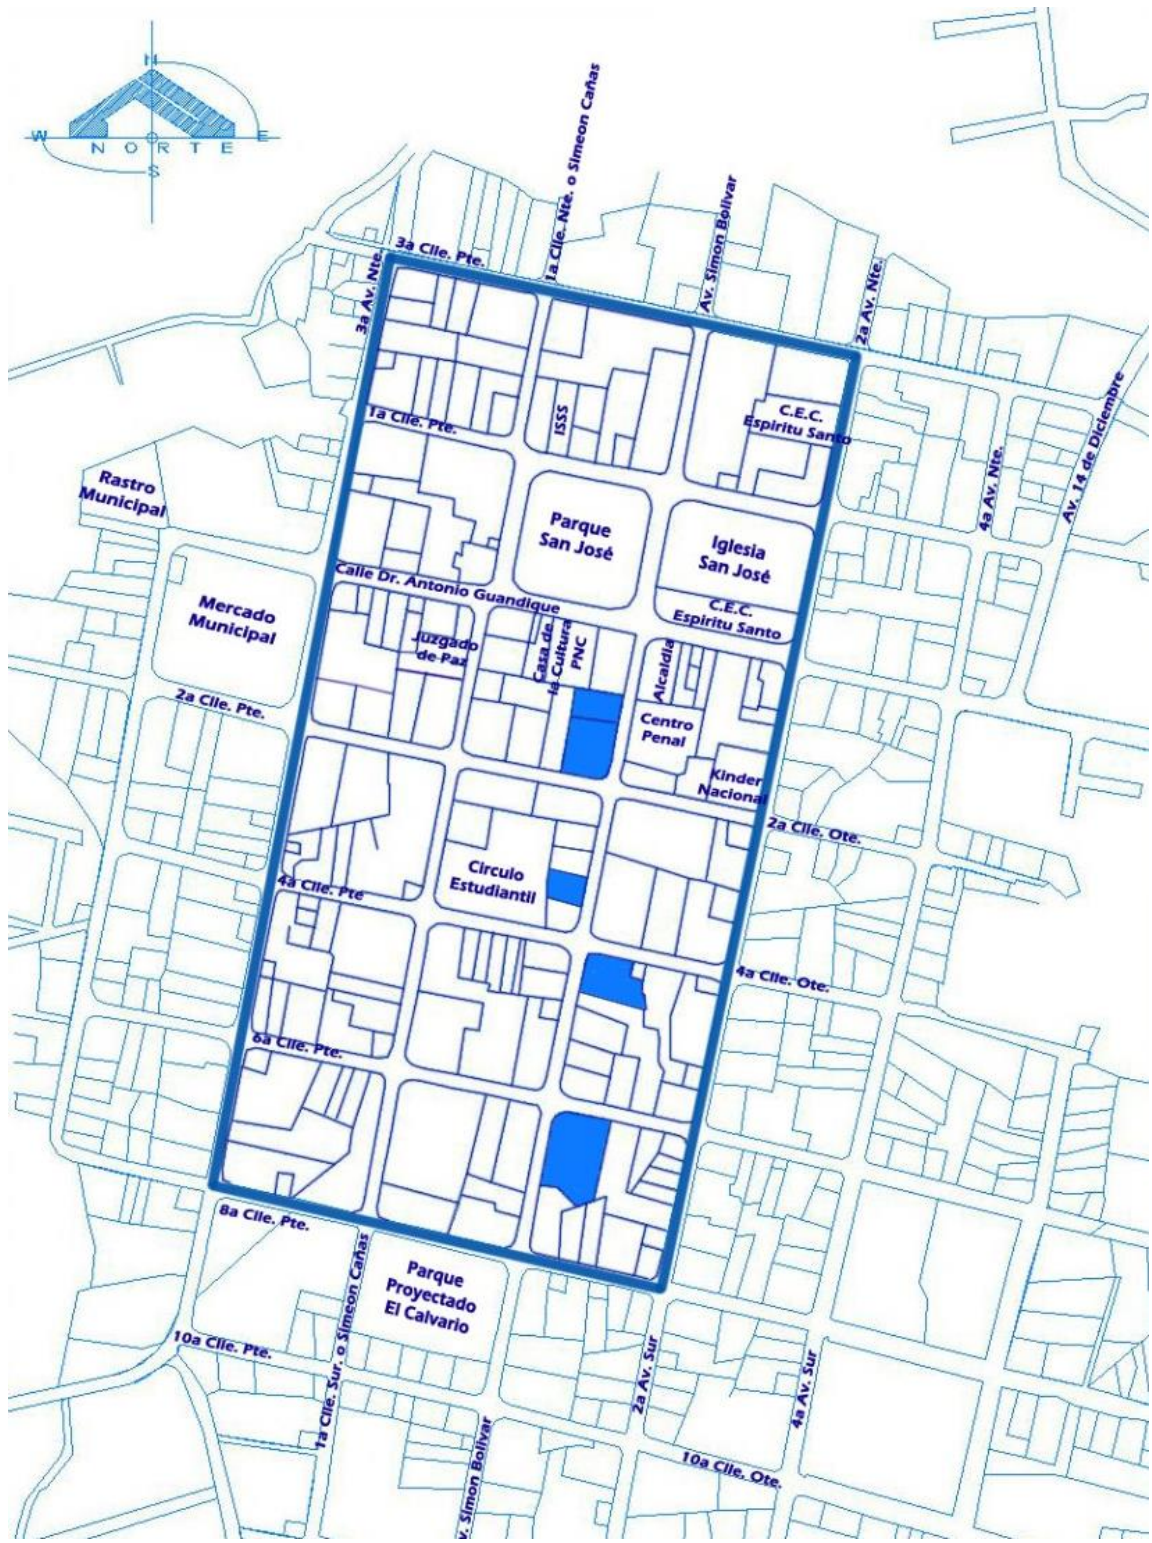 N
W
E
NORTE
S
1a Clle. Nte. o Simeon Cañas
Av. Simon Bolivar
3a Clle. Pte.
3a Av. Nte.
2a Av. Nte.
Av. 14 de Diciembre
C.E.C.
Espiritu Santo
ISSS
1a Clle. Pte.
4a Av. Nte.
Rastro
Municipal
Parque
San José
Iglesia
San José
Calle Dr. Antonio Guandique
C.E.C.
Espiritu Santo
Mercado
Municipal
Juzgado
de Paz
Casa de
la Cultura
PNC
Alcaldia
2a Clle. Pte.
Centro
Penal
Kinder
Nacional
2a Clle. Ote.
Circulo
Estudiantil
4a Clle. Pte
4a Clle. Ote.
6a Clle. Pte.
8a Clle. Pte.
Parque
Proyectado
El Calvario
10a Clle. Pte.
1a Clle. Sur. o Simeon Cañas
2a Av. Sur
4a Av. Sur
v. Simon Bolivar
10a Clle. Ote.